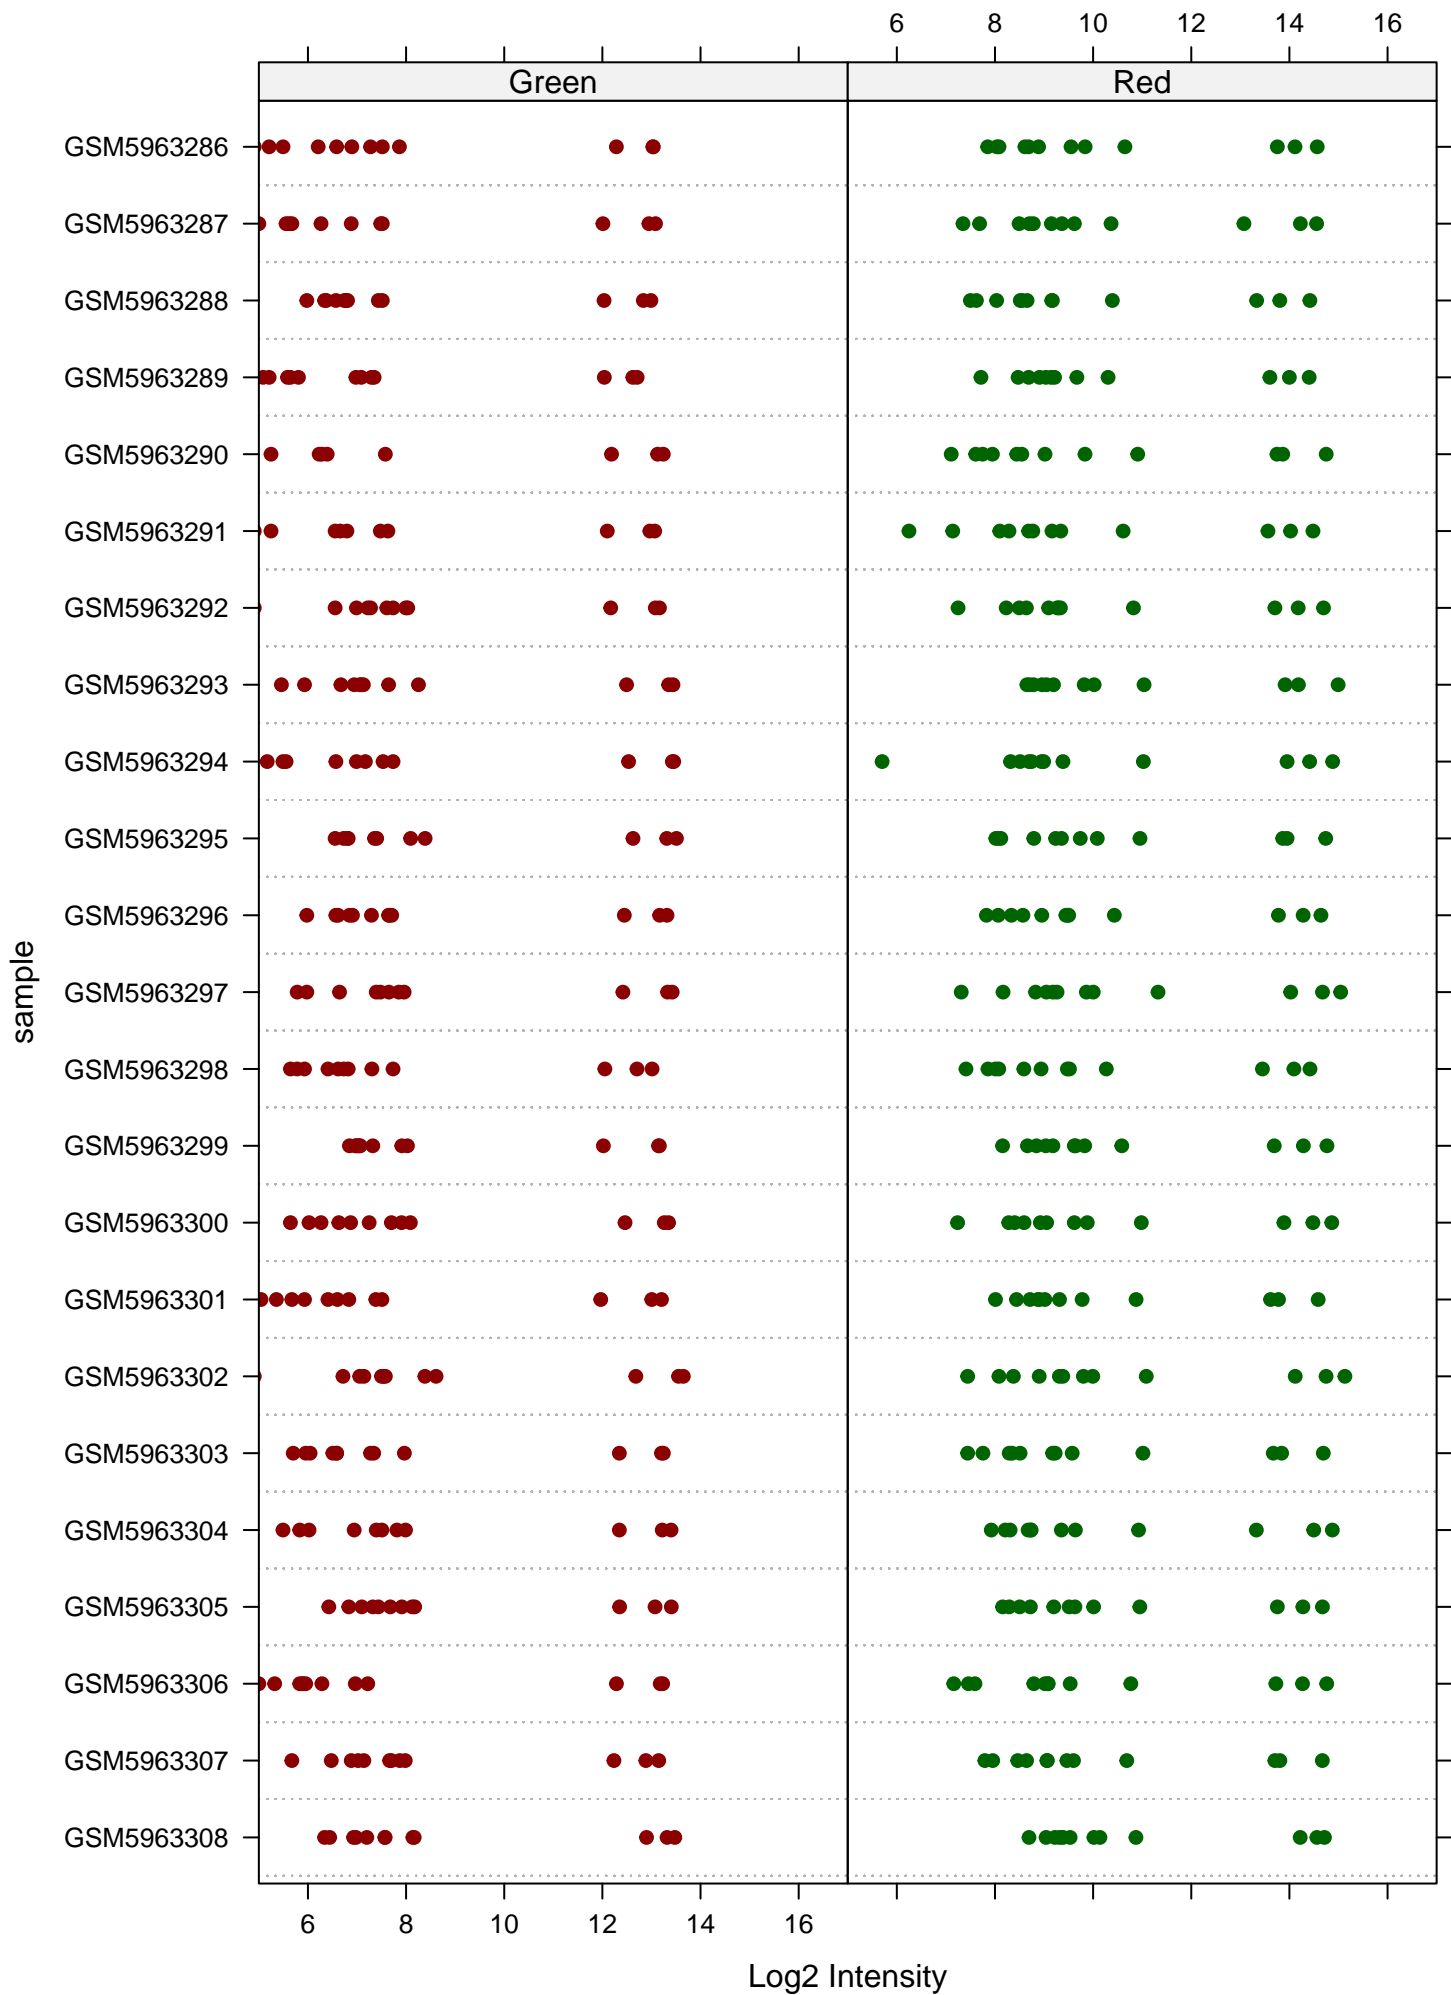 6 8 10 12 14 16
Green Red
GSM5963286
GSM5963287
GSM5963288
GSM5963289
GSM5963290
GSM5963291
GSM5963292
GSM5963293
GSM5963294
GSM5963295
GSM5963296
GSM5963297
GSM5963298
GSM5963299
GSM5963300
GSM5963301
GSM5963302
GSM5963303
GSM5963304
GSM5963305
GSM5963306
GSM5963307
GSM5963308
sample
6 8 10 12 14 16
Log2 Intensity